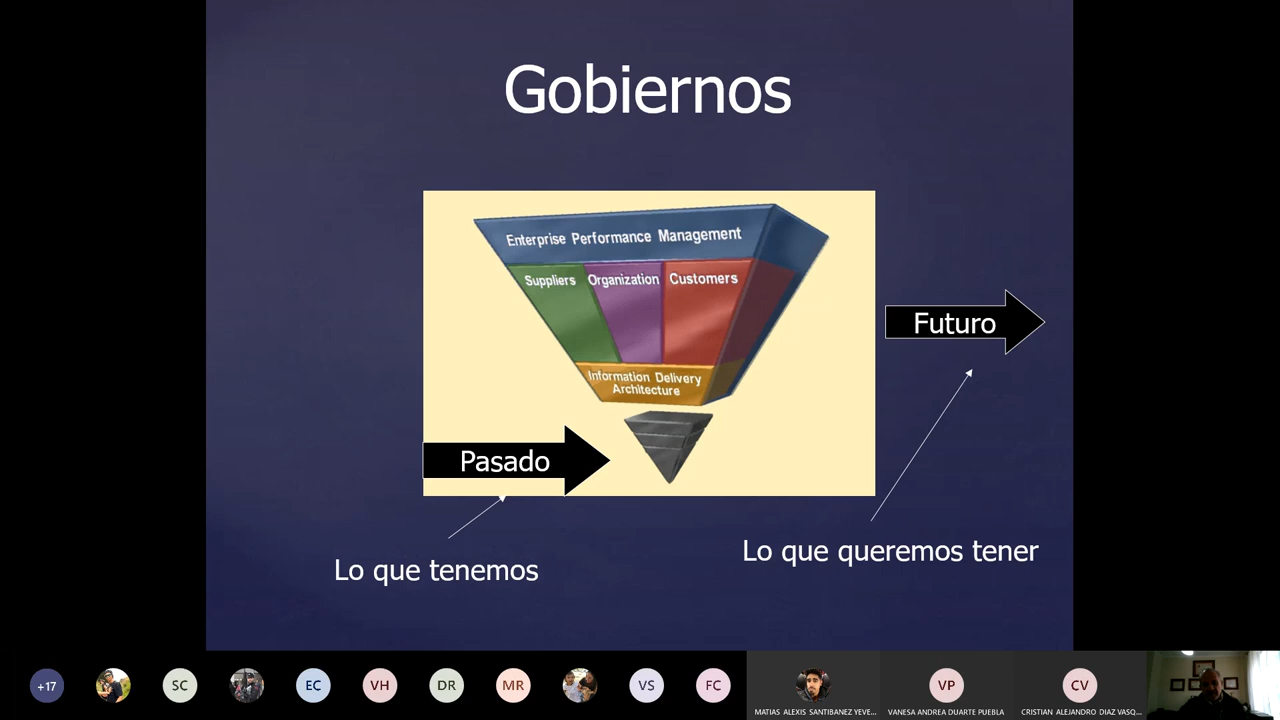 Gobiernos
Enterprise Performance Management
Suppliers Organization Customers
Information Delivery
Architecture
Futuro
Pasado
Lo que queremos tener
Lo que tenemos
+17 SC EC VH DR MR VS FC VP CV
MATIAS ALEXIS SANTIBANEZ YEVE... VANESA ANDREA DUARTE PUEBLA CRISTIAN ALEJANDRO DIAZ VASQ...